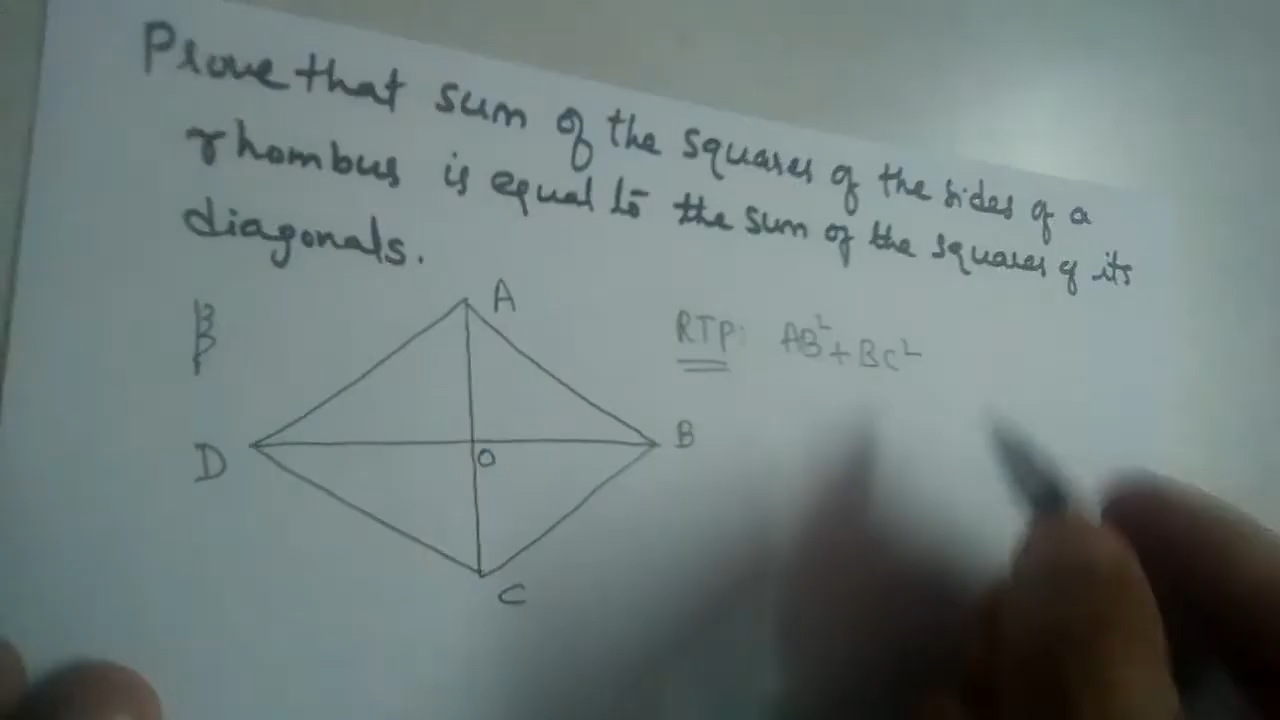 Prove that sum of the squares of the sides of a
rhombus is equal to the sum of the squares of its
diagonals.
A
RTP: AB²+BC²
D
O
B
C